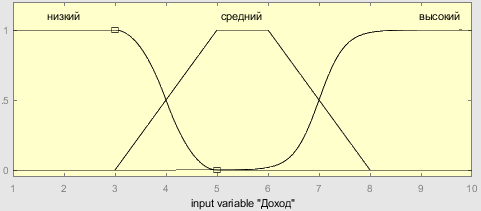 низкий средний высокий
1
.5
0
1 2 3 4 5 6 7 8 9 10
input variable "Доход"